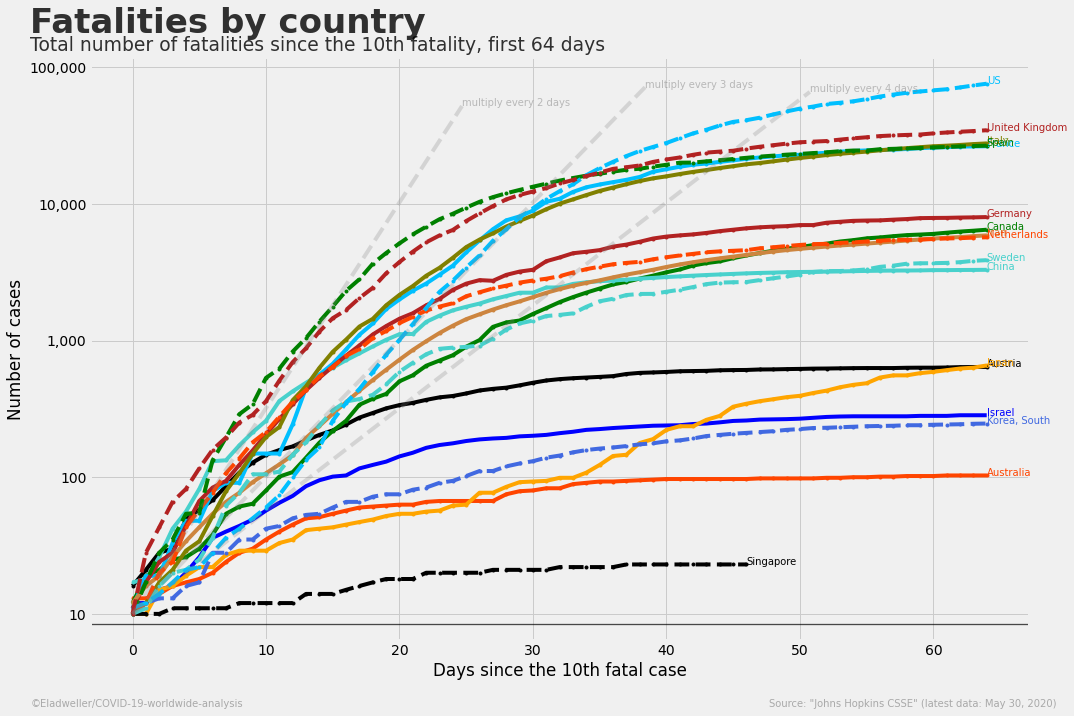 Fatalities by country
Total number of fatalities since the 10th fatality, first 64 days
100,000
10,000
1,000
100
10
Number of cases
multiply every 2 days
multiply every 3 days
multiply every 4 days
US
United Kingdom
Italy
Spain
France
Germany
Canada
Netherlands
Sweden
China
Austria
Israel
Korea, South
Australia
Singapore
0
10
20
30
40
50
60
Days since the 10th fatal case
©Eladweller/COVID-19-worldwide-analysis
Source: "Johns Hopkins CSSE" (latest data: May 30, 2020)